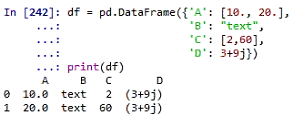 In [242]: df = pd.DataFrame({'A': [10., 20.],
     ...:                    'B': "text",
     ...:                    'C': [2,60],
     ...:                    'D': 3+9j})
     ...: print(df)
      A     B   C       D
0  10.0  text   2  (3+9j)
1  20.0  text  60  (3+9j)